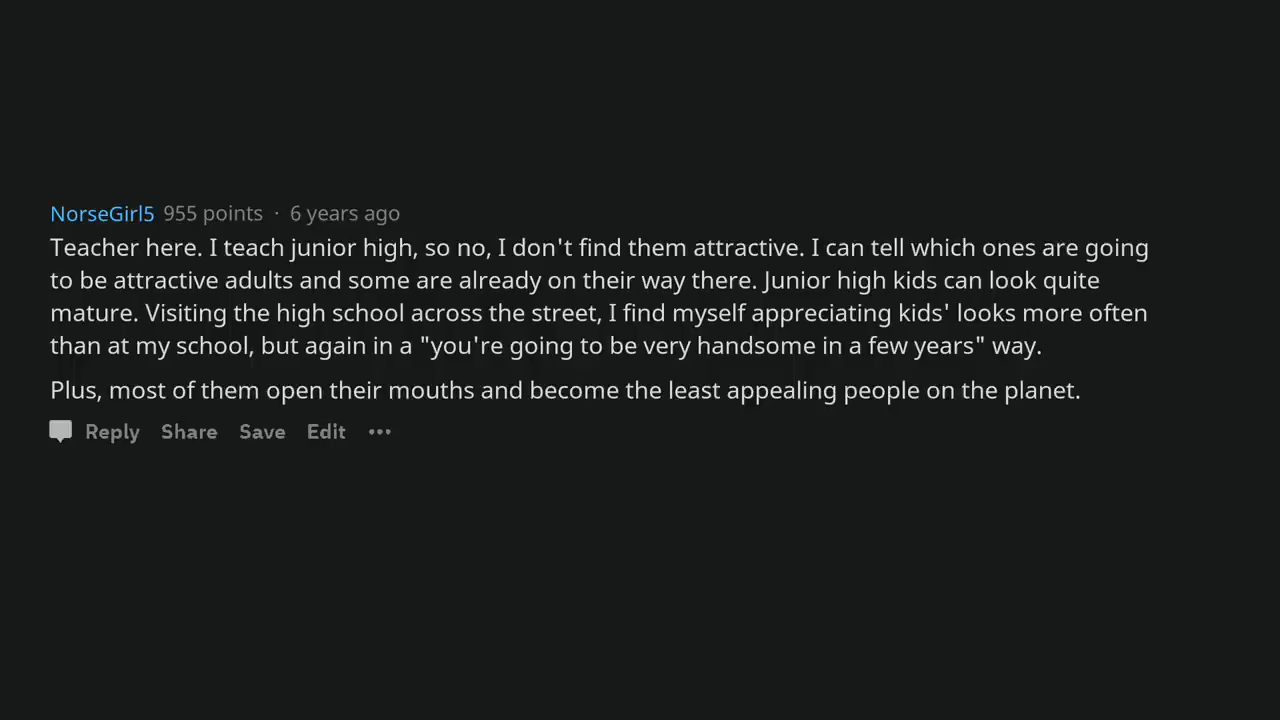 NorseGirl5 955 points · 6 years ago
Teacher here. I teach junior high, so no, I don't find them attractive. I can tell which ones are going
to be attractive adults and some are already on their way there. Junior high kids can look quite
mature. Visiting the high school across the street, I find myself appreciating kids' looks more often
than at my school, but again in a "you're going to be very handsome in a few years" way.
Plus, most of them open their mouths and become the least appealing people on the planet.
Reply Share Save Edit •••